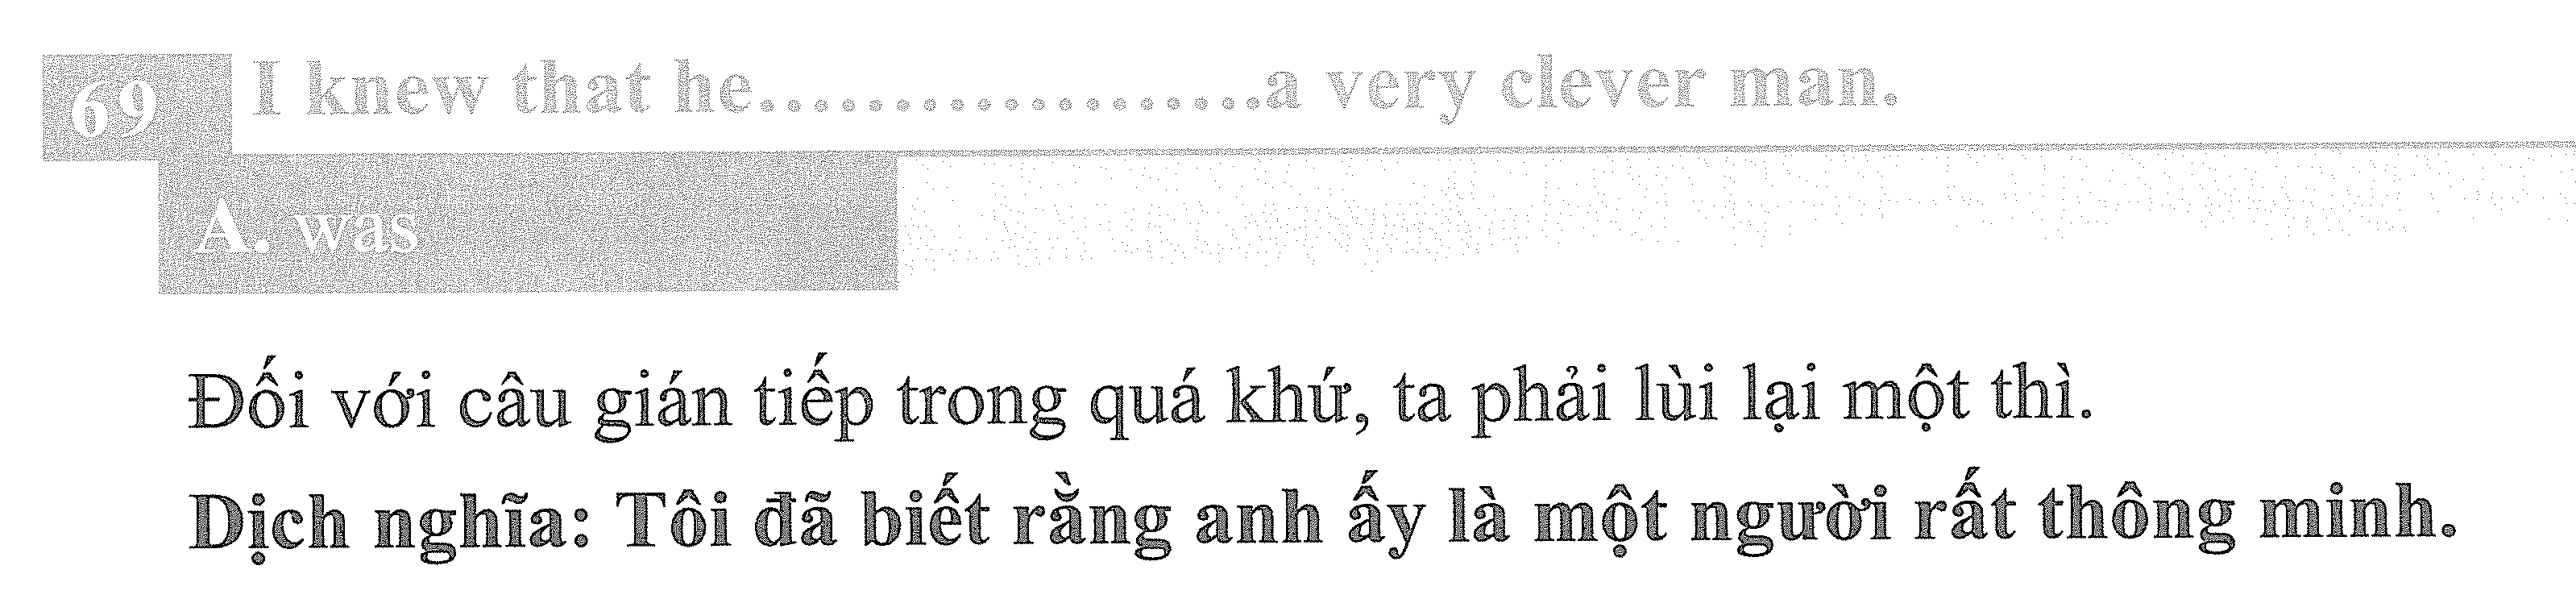 69 I knew that he...................a very clever man.
A. was
Đối với câu gián tiếp trong quá khứ, ta phải lùi lại một thì.
Dịch nghĩa: Tôi đã biết rằng anh ấy là một người rất thông minh.